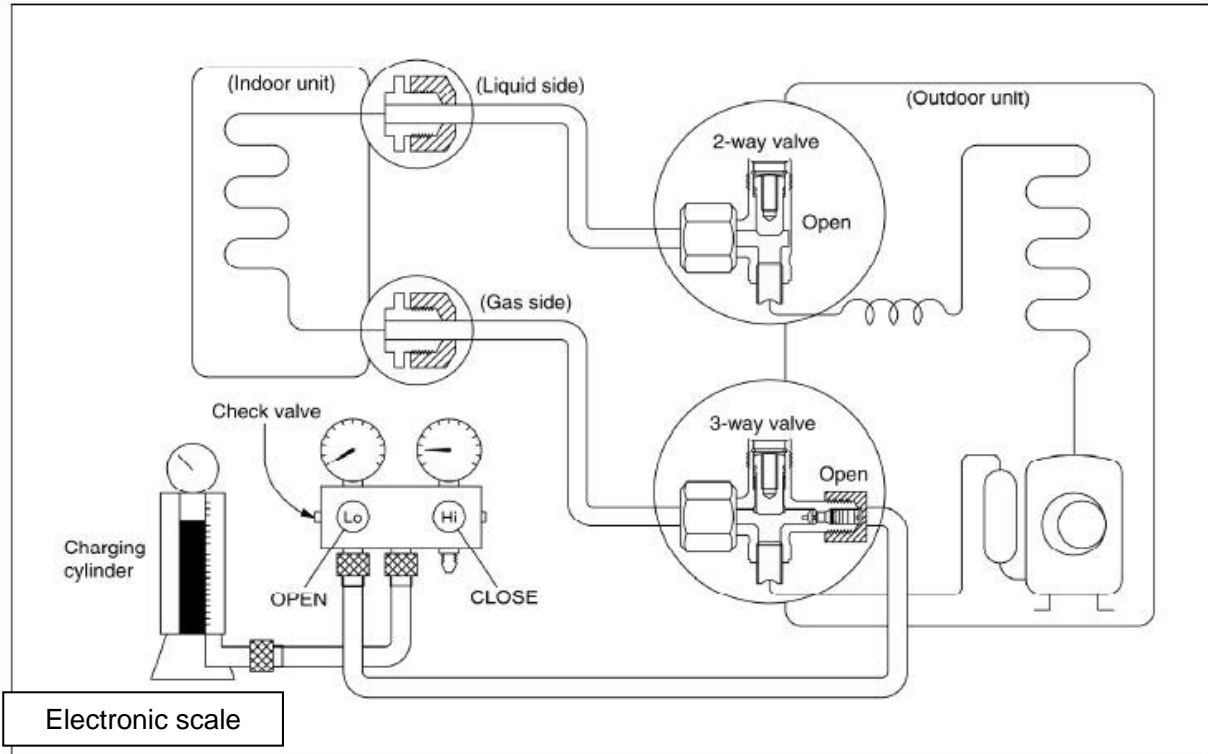 (Indoor unit)
(Liquid side)
(Outdoor unit)
2-way valve
Open
(Gas side)
Check valve
3-way valve
Open
Lo
Hi
Charging
cylinder
OPEN
CLOSE
Electronic scale